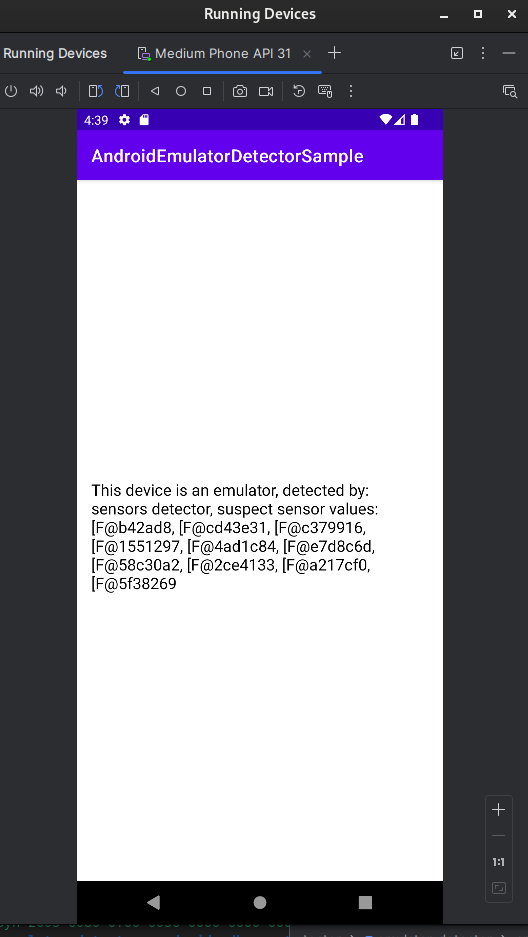 Running Devices
Running Devices
Medium Phone API 31
4:39
AndroidEmulatorDetectorSample
This device is an emulator, detected by:
sensors detector, suspect sensor values:
[F@b42ad8, [F@cd43e31, [F@c379916,
[F@1551297, [F@4ad1c84, [F@e7d8c6d,
[F@58c30a2, [F@2ce4133, [F@a217cf0,
[F@5f38269
1:1